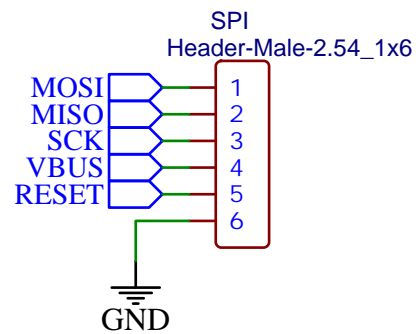 SPI
Header-Male-2.54_1x6
MOSI 1
MISO 2
SCK 3
VBUS 4
RESET 5
6
GND